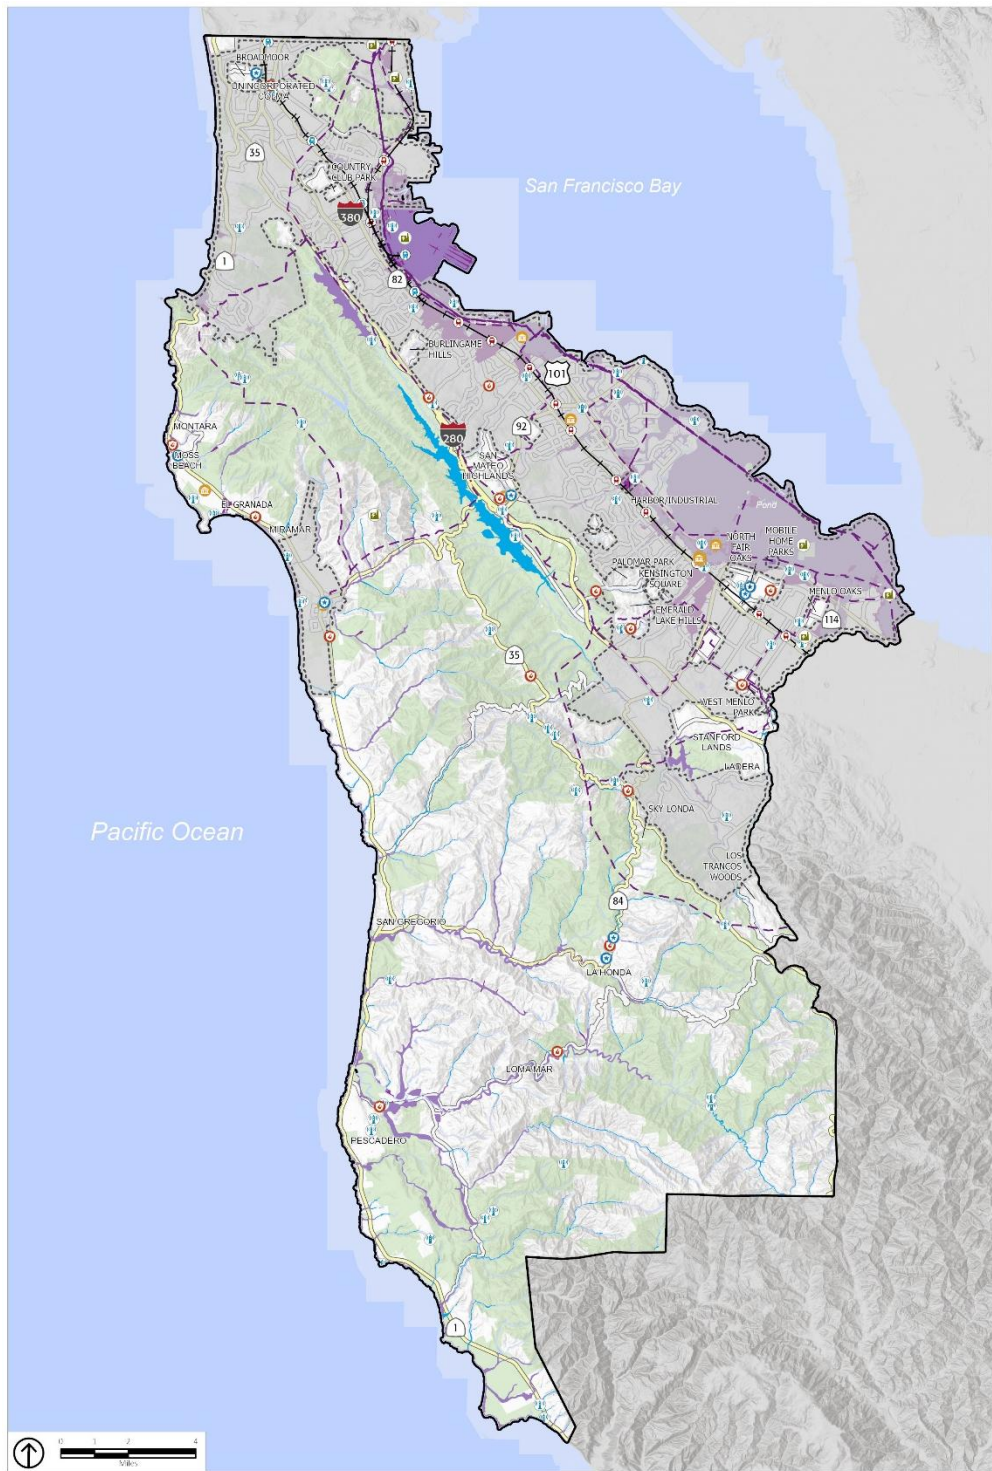 BROADMOOR
UNINCORPORATED
COLMA
35
COUNTRY
CLUB PARK
San Francisco Bay
380
1
82
BURLINGAME
HILLS
101
92
280
SAN
MATEO
HIGHLANDS
MONTARA
MOSS
BEACH
EL GRANADA
MIRAMAR
HARBOR/INDUSTRIAL
Pond
NORTH
FAIR
OAKS
MOBILE
HOME
PARKS
PALOMAR PARK
KENSINGTON
SQUARE
MENLO OAKS
EMERALD
LAKE HILLS
114
35
WEST MENLO
PARK
STANFORD
LANDS
LADERA
SKY LONDA
Pacific Ocean
LOS
TRANCOS
WOODS
84
SAN GREGORIO
LA HONDA
LOMA MAR
PESCADERO
1
0 1 2 4
Miles